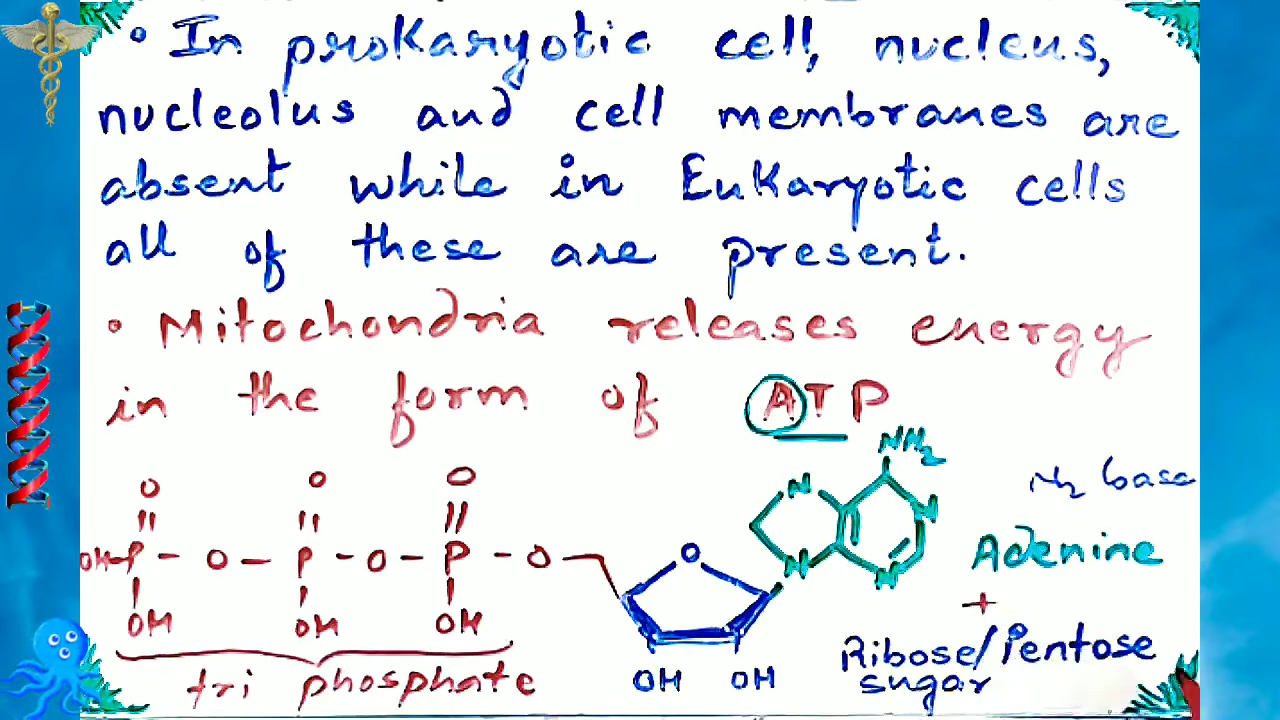 • In prokaryotic cell, nucleus,
nucleolus and cell membranes are
absent while in Eukaryotic cells
all of these are present.
• Mitochondria releases energy
in the form of ATP
NH2
O O O
N N
N2 base
OH-P-O-P-O-P-O
O
N N
Adenine
+
OH OH OH
Ribose/Pentose
sugar
tri phosphate
OH OH